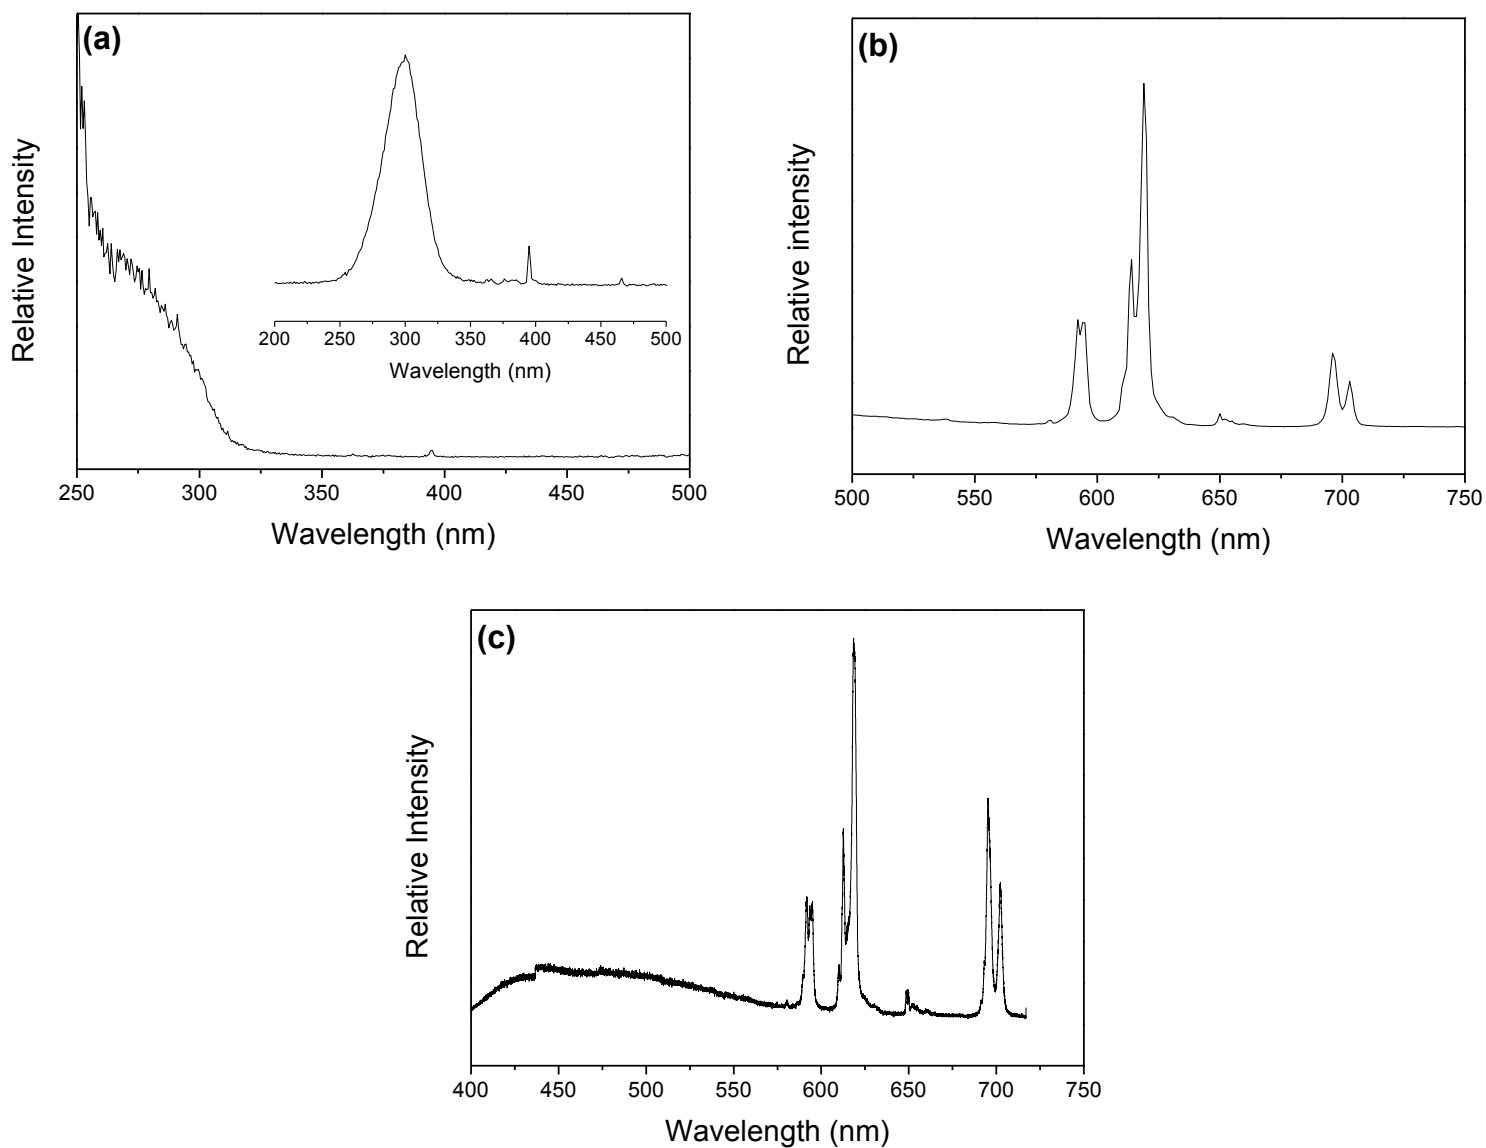 (a)
Relative Intensity
200 250 300 350 400 450 500
Wavelength (nm)
250 300 350 400 450 500
Wavelength (nm)
(b)
Relative intensity
500 550 600 650 700 750
Wavelength (nm)
(c)
Relative Intensity
400 450 500 550 600 650 700 750
Wavelength (nm)